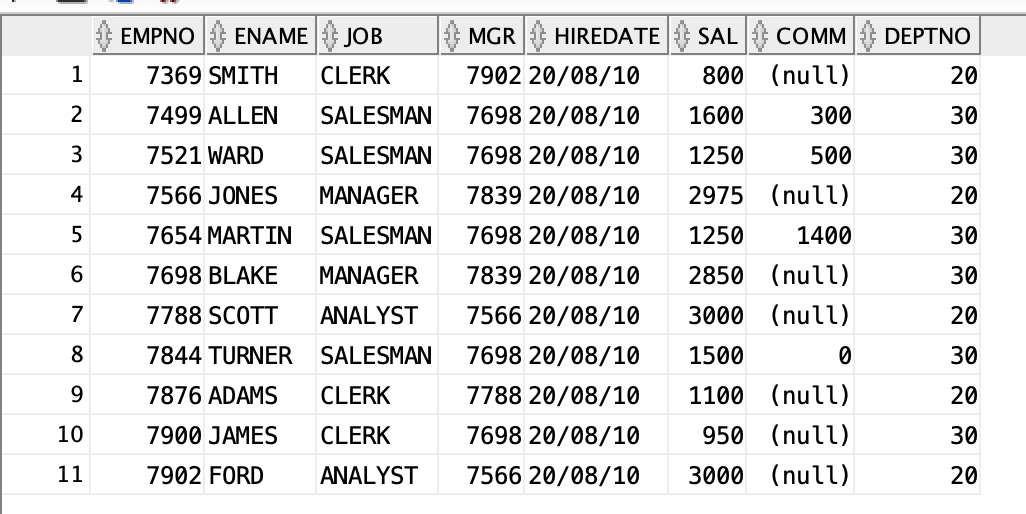 EMPNO ENAME JOB MGR HIREDATE SAL COMM DEPTNO
1 7369 SMITH CLERK 7902 20/08/10 800 (null) 20
2 7499 ALLEN SALESMAN 7698 20/08/10 1600 300 30
3 7521 WARD SALESMAN 7698 20/08/10 1250 500 30
4 7566 JONES MANAGER 7839 20/08/10 2975 (null) 20
5 7654 MARTIN SALESMAN 7698 20/08/10 1250 1400 30
6 7698 BLAKE MANAGER 7839 20/08/10 2850 (null) 30
7 7788 SCOTT ANALYST 7566 20/08/10 3000 (null) 20
8 7844 TURNER SALESMAN 7698 20/08/10 1500 0 30
9 7876 ADAMS CLERK 7788 20/08/10 1100 (null) 20
10 7900 JAMES CLERK 7698 20/08/10 950 (null) 30
11 7902 FORD ANALYST 7566 20/08/10 3000 (null) 20